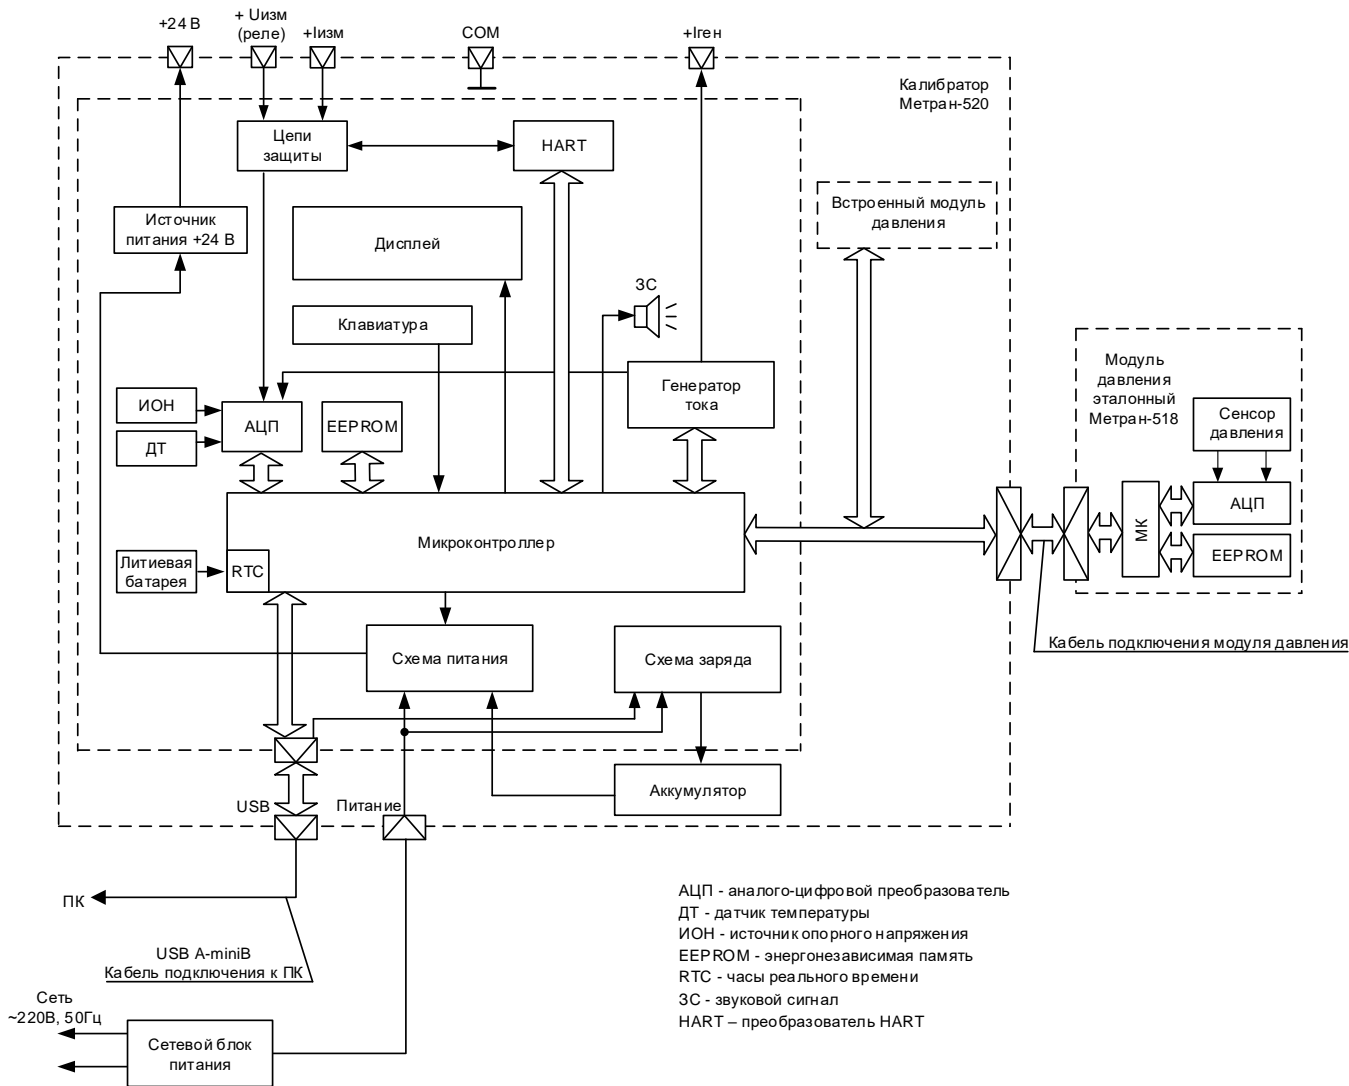 +24 В
+ Uизм
(реле)
+Iизм
COM
+Iген
Калибратор
Метран-520
Цепи
защиты
HART
Встроенный модуль
давления
Источник
питания +24 В
Дисплей
ЗС
Клавиатура
Генератор
тока
Модуль
давления
эталонный
Метран-518
Сенсор
давления
ИОН
АЦП
EEPROM
ДТ
АЦП
МК
EEPROM
Микроконтроллер
Литиевая
батарея
RTC
Схема питания
Схема заряда
Кабель подключения модуля давления
Аккумулятор
USB
Питание
ПК
USB A-miniB
Кабель подключения к ПК
Сеть
~220В, 50Гц
Сетевой блок
питания
АЦП - аналого-цифровой преобразователь
ДТ - датчик температуры
ИОН - источник опорного напряжения
EEPROM - энергонезависимая память
RTC - часы реального времени
ЗС - звуковой сигнал
HART – преобразователь HART